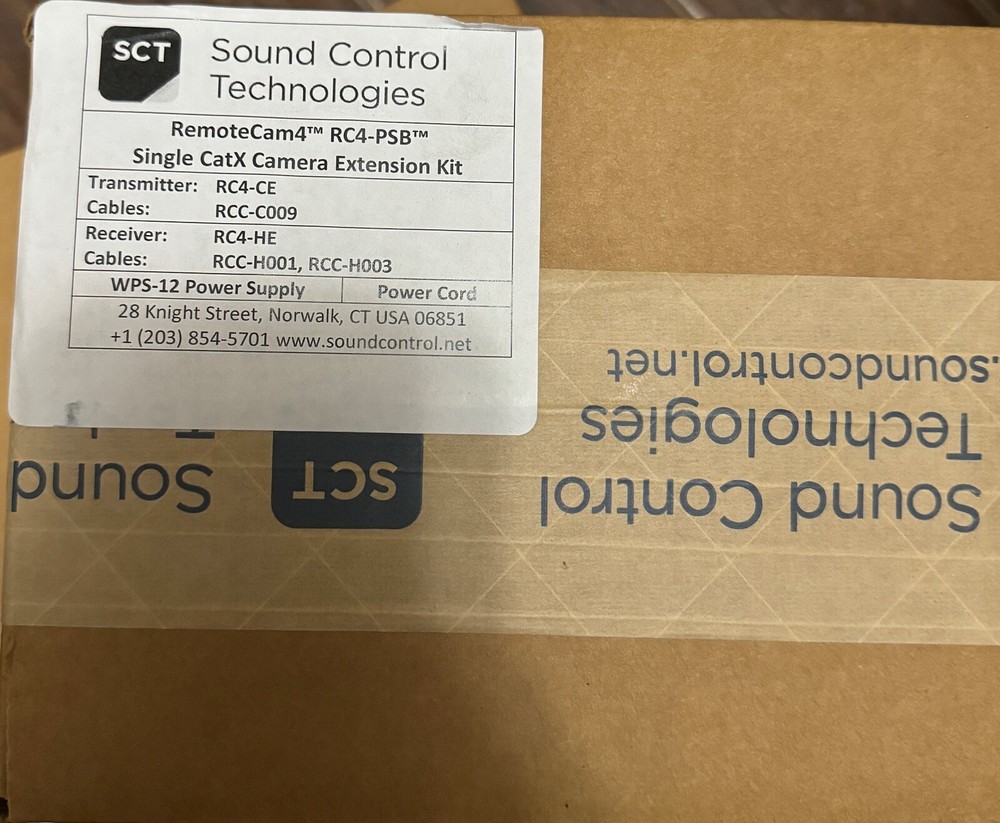 SCT
Sound Control
Technologies
RemoteCam4™ RC4-PSB™
Single CatX Camera Extension Kit
Transmitter: RC4-CE
Cables: RCC-C009
Receiver: RC4-HE
Cables: RCC-H001, RCC-H003
WPS-12 Power Supply Power Cord
28 Knight Street, Norwalk, CT USA 06851
+1 (203) 854-5701 www.soundcontrol.net
Sound Control
Technologies
.soundcontrol.net
SCT
Sound